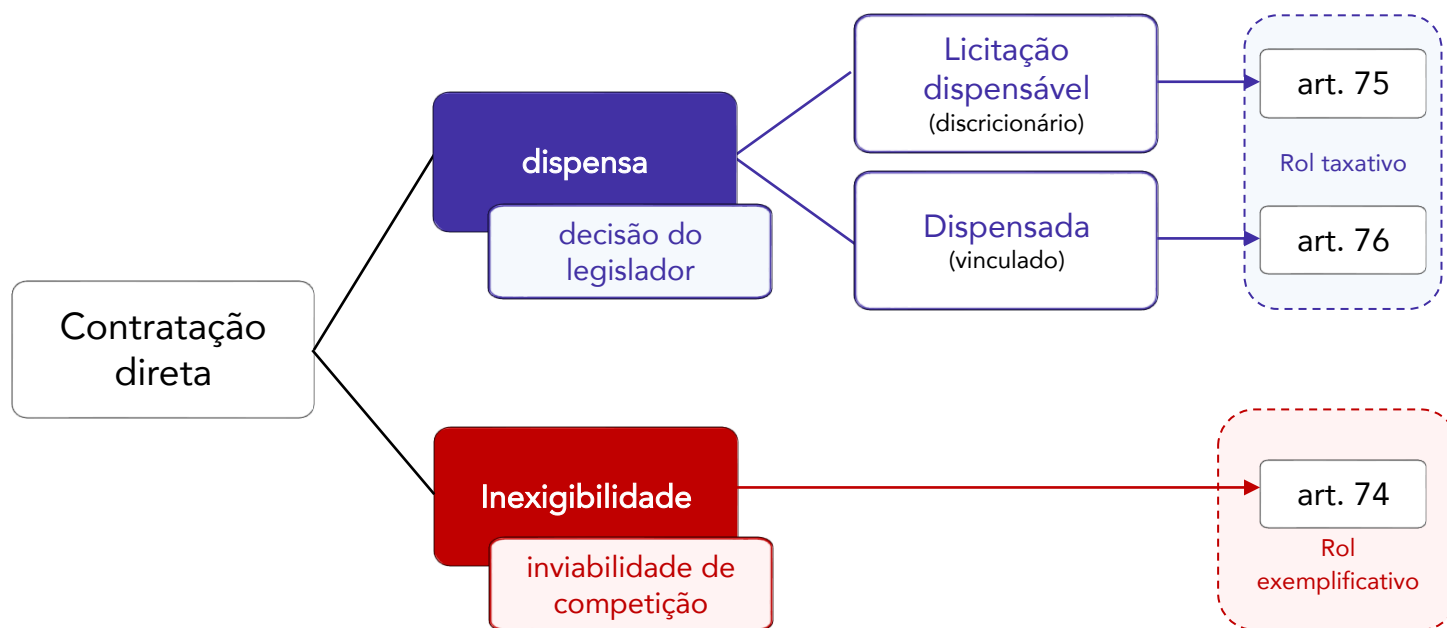 Contratação
direta
dispensa
decisão do
legislador
Licitação
dispensável
(discricionário)
Dispensada
(vinculado)
art. 75
Rol taxativo
art. 76
Inexigibilidade
inviabilidade de
competição
art. 74
Rol
exemplificativo